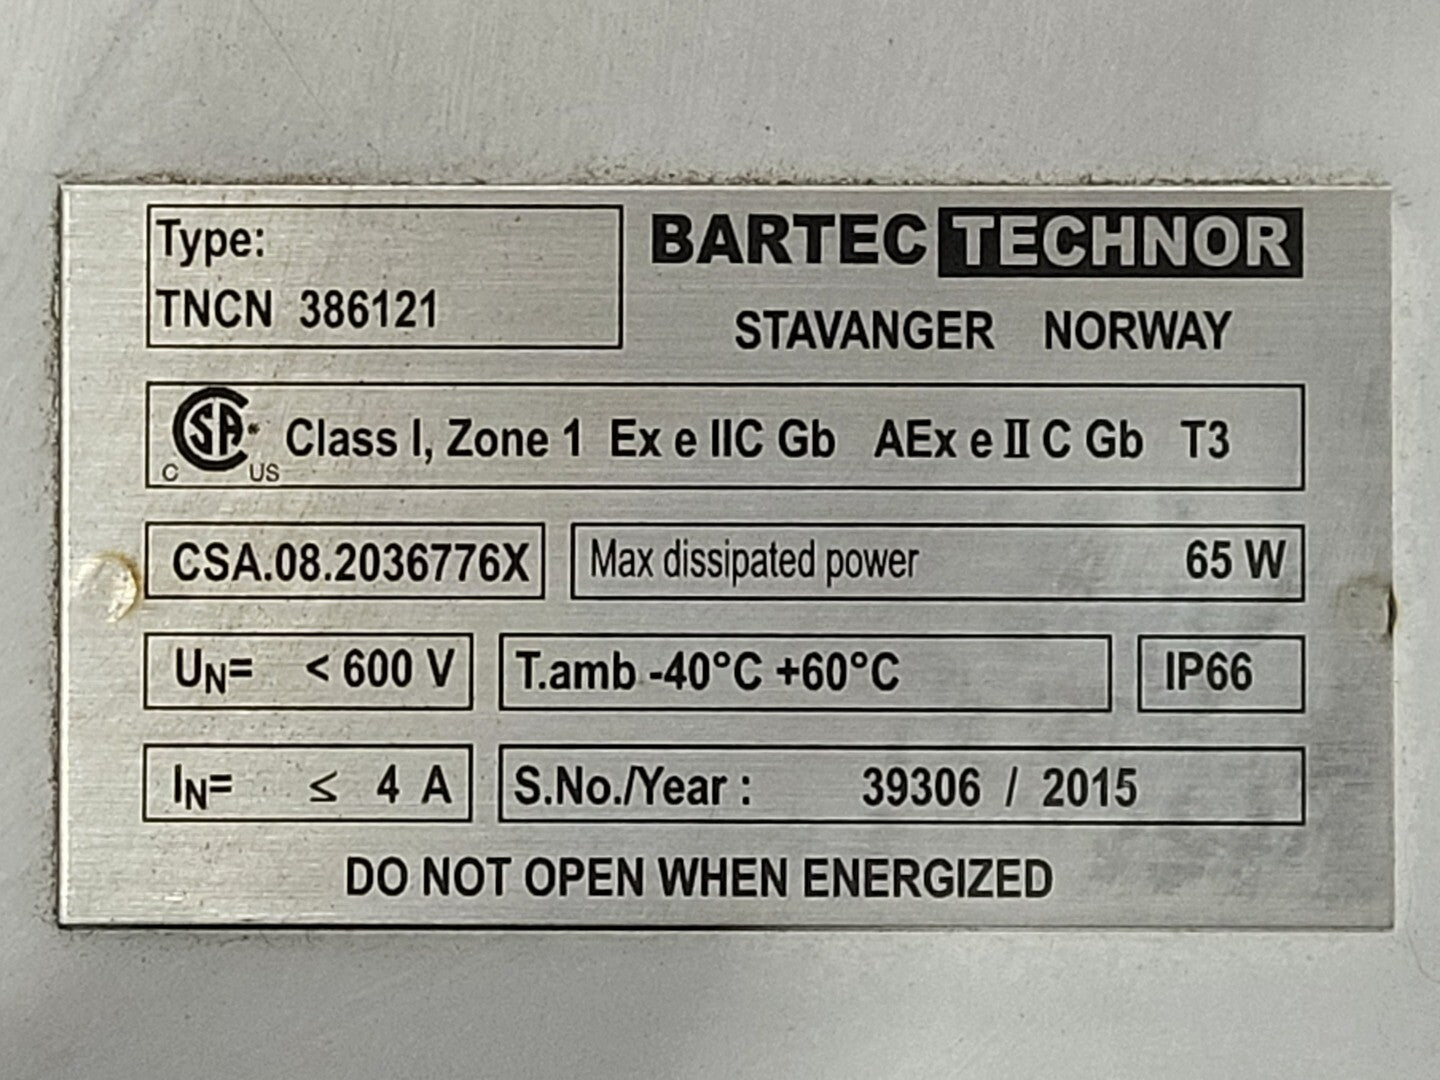 Type:
TNCN 386121
BARTEC TECHNOR
STAVANGER NORWAY
CSA C US Class I, Zone 1 Ex e IIC Gb AEx e II C Gb T3
CSA.08.2036776X
Max dissipated power 65 W
UN= < 600 V
T.amb -40°C +60°C
IP66
IN= ≤ 4 A
S.No./Year : 39306 / 2015
DO NOT OPEN WHEN ENERGIZED